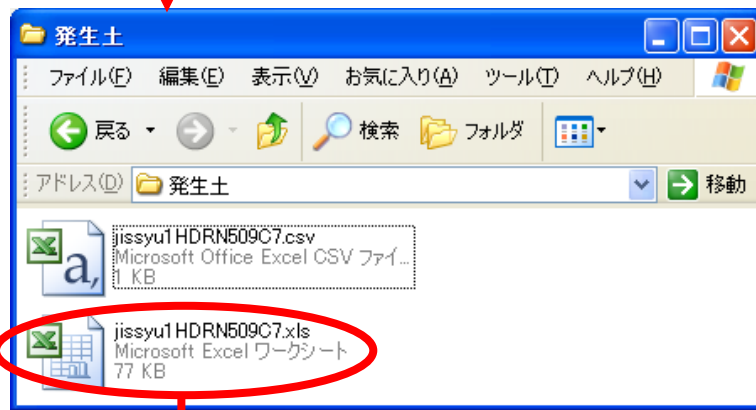 発生土
ファイル(F) 編集(E) 表示(V) お気に入り(A) ツール(T) ヘルプ(H)
戻る 検索 フォルダ
アドレス(D) 発生土 移動
jissyu1HDRN509C7.csv
Microsoft Office Excel CSV ファイ...
1 KB
jissyu1HDRN509C7.xls
Microsoft Excel ワークシート
77 KB